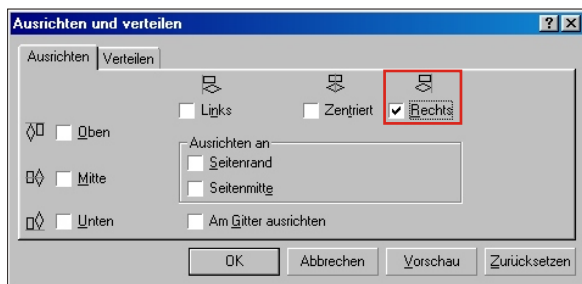 Ausrichten und verteilen
Ausrichten Verteilen
Links Zentriert Rechts
Oben
Ausrichten an
Seitenrand
Mitte
Seitenmitte
Unten Am Gitter ausrichten
OK Abbrechen Vorschau Zurücksetzen